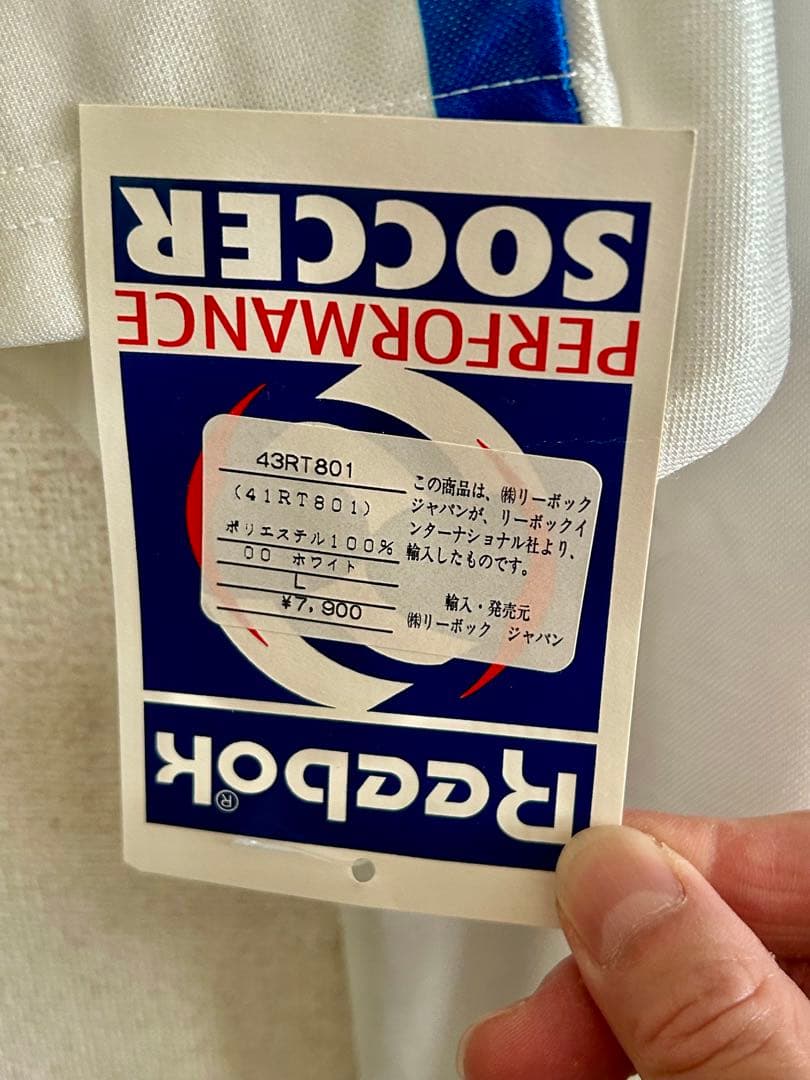 SOCCER
PERFORMANCE
43RT801
(41RT801)
ポリエステル100%
00 ホワイト
L
¥7,900
この商品は、㈱リーボック
ジャパンが、リーボックイ
ンターナショナル社より、
輸入したものです。
輸入・発売元
㈱リーボック ジャパン
Reebok®